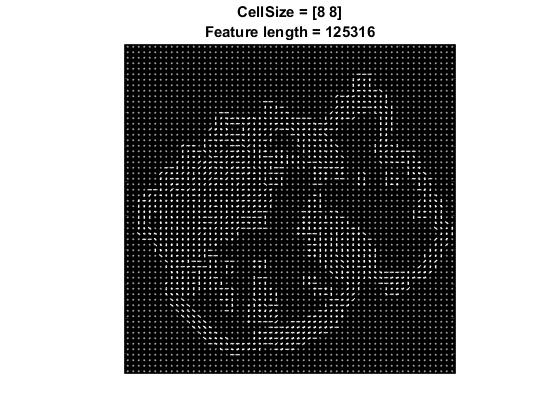 CellSize = [8 8]
Feature length = 125316